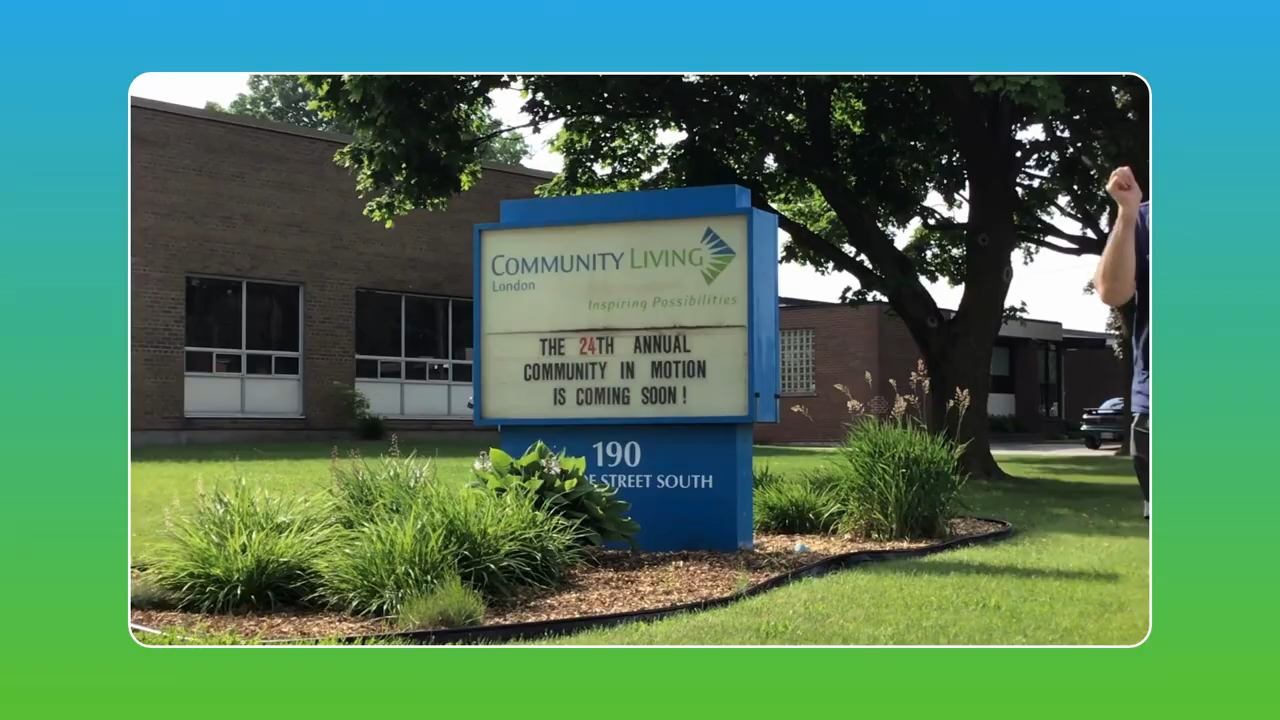 COMMUNITY LIVING
London
Inspiring Possibilities
THE 24TH ANNUAL
COMMUNITY IN MOTION
IS COMING SOON!
190
STREET SOUTH